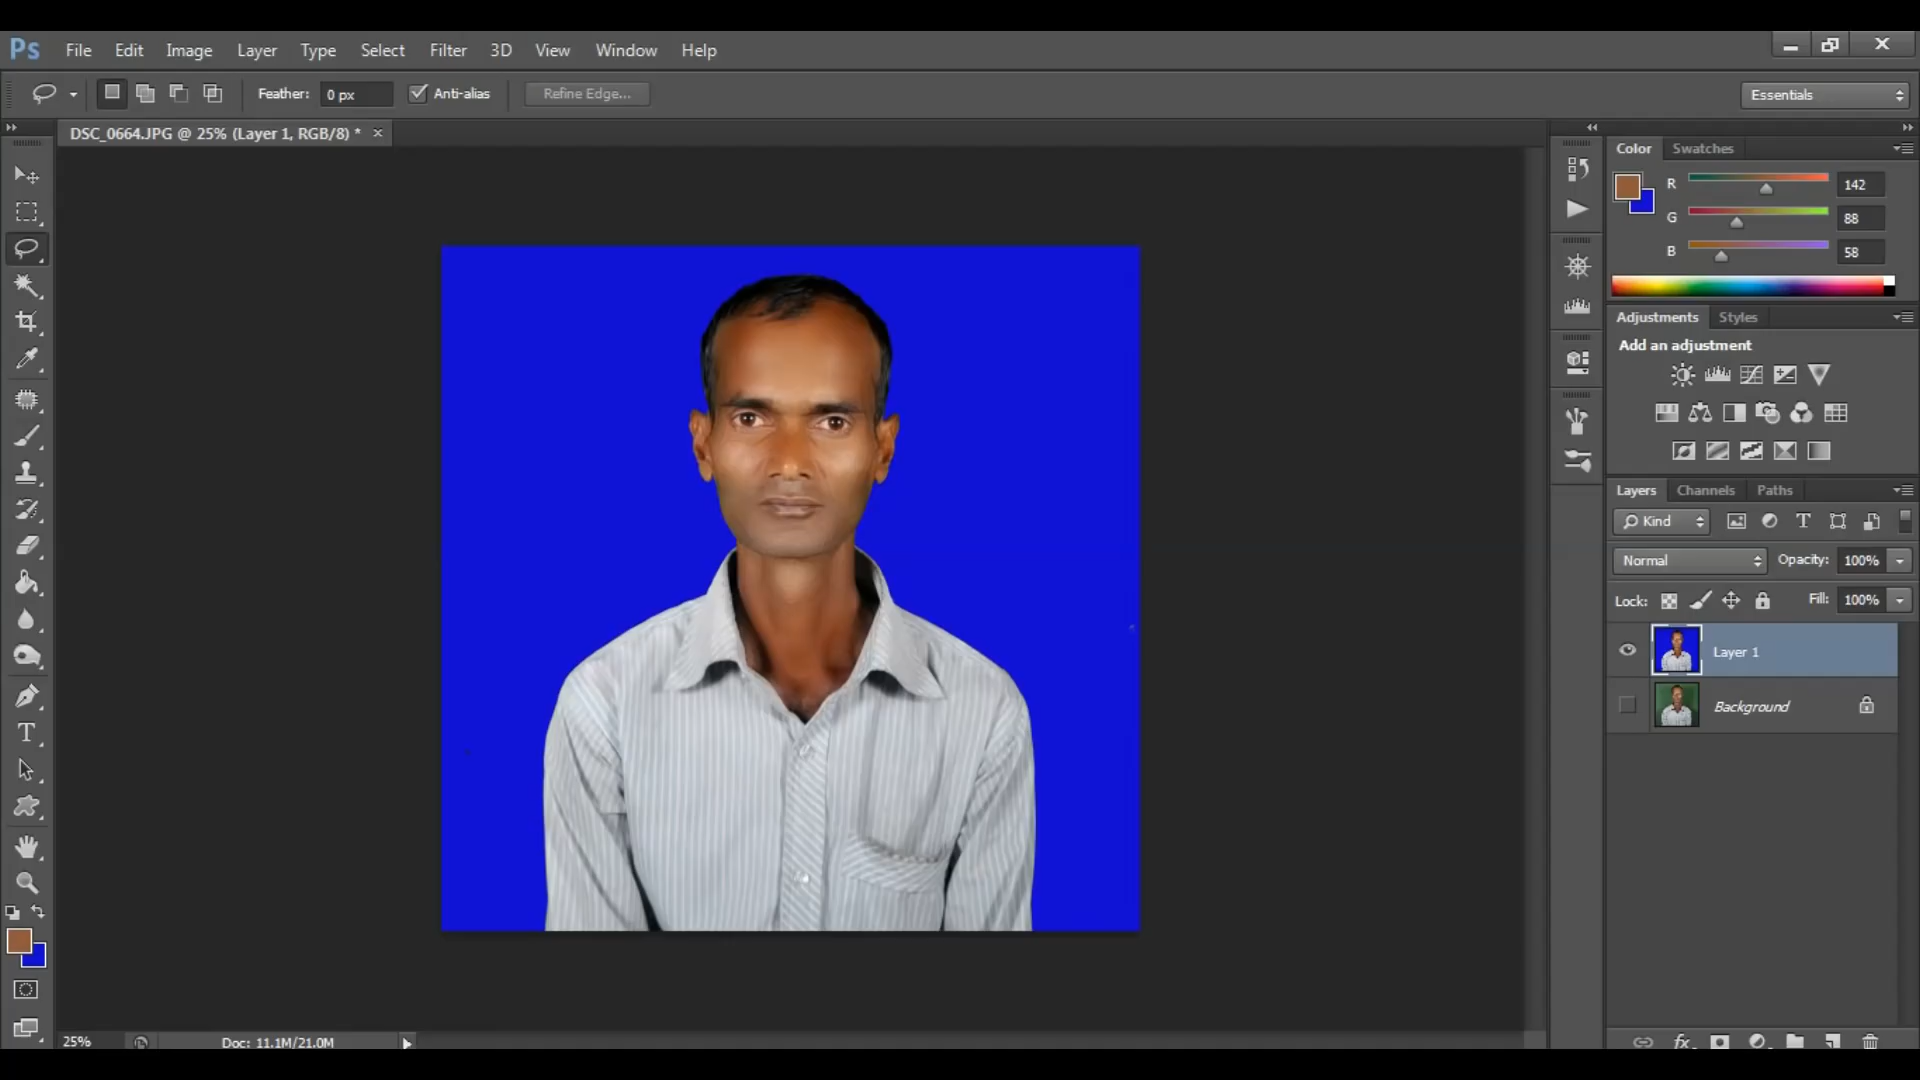 Ps File Edit Image Layer Type Select Filter 3D View Window Help
Feather: 0 px Anti-alias Refine Edge... Essentials
DSC_0664.JPG @ 25% (Layer 1, RGB/8) * ×
Color Swatches
R 142
G 88
B 58
Adjustments Styles
Add an adjustment
Layers Channels Paths
Kind
Normal Opacity: 100%
Lock: Fill: 100%
Layer 1
Background
25% Doc: 11.1M/21.0M
fx